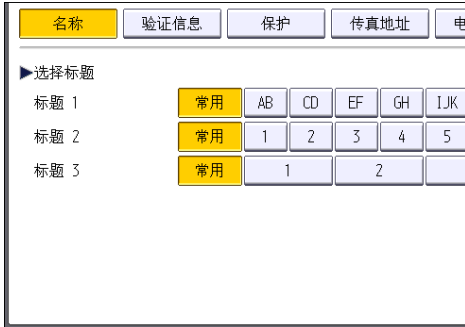 名称 验证信息 保护 传真地址 电
▶选择标题
标题 1 常用 AB CD EF GH IJK
标题 2 常用 1 2 3 4 5
标题 3 常用 1 2